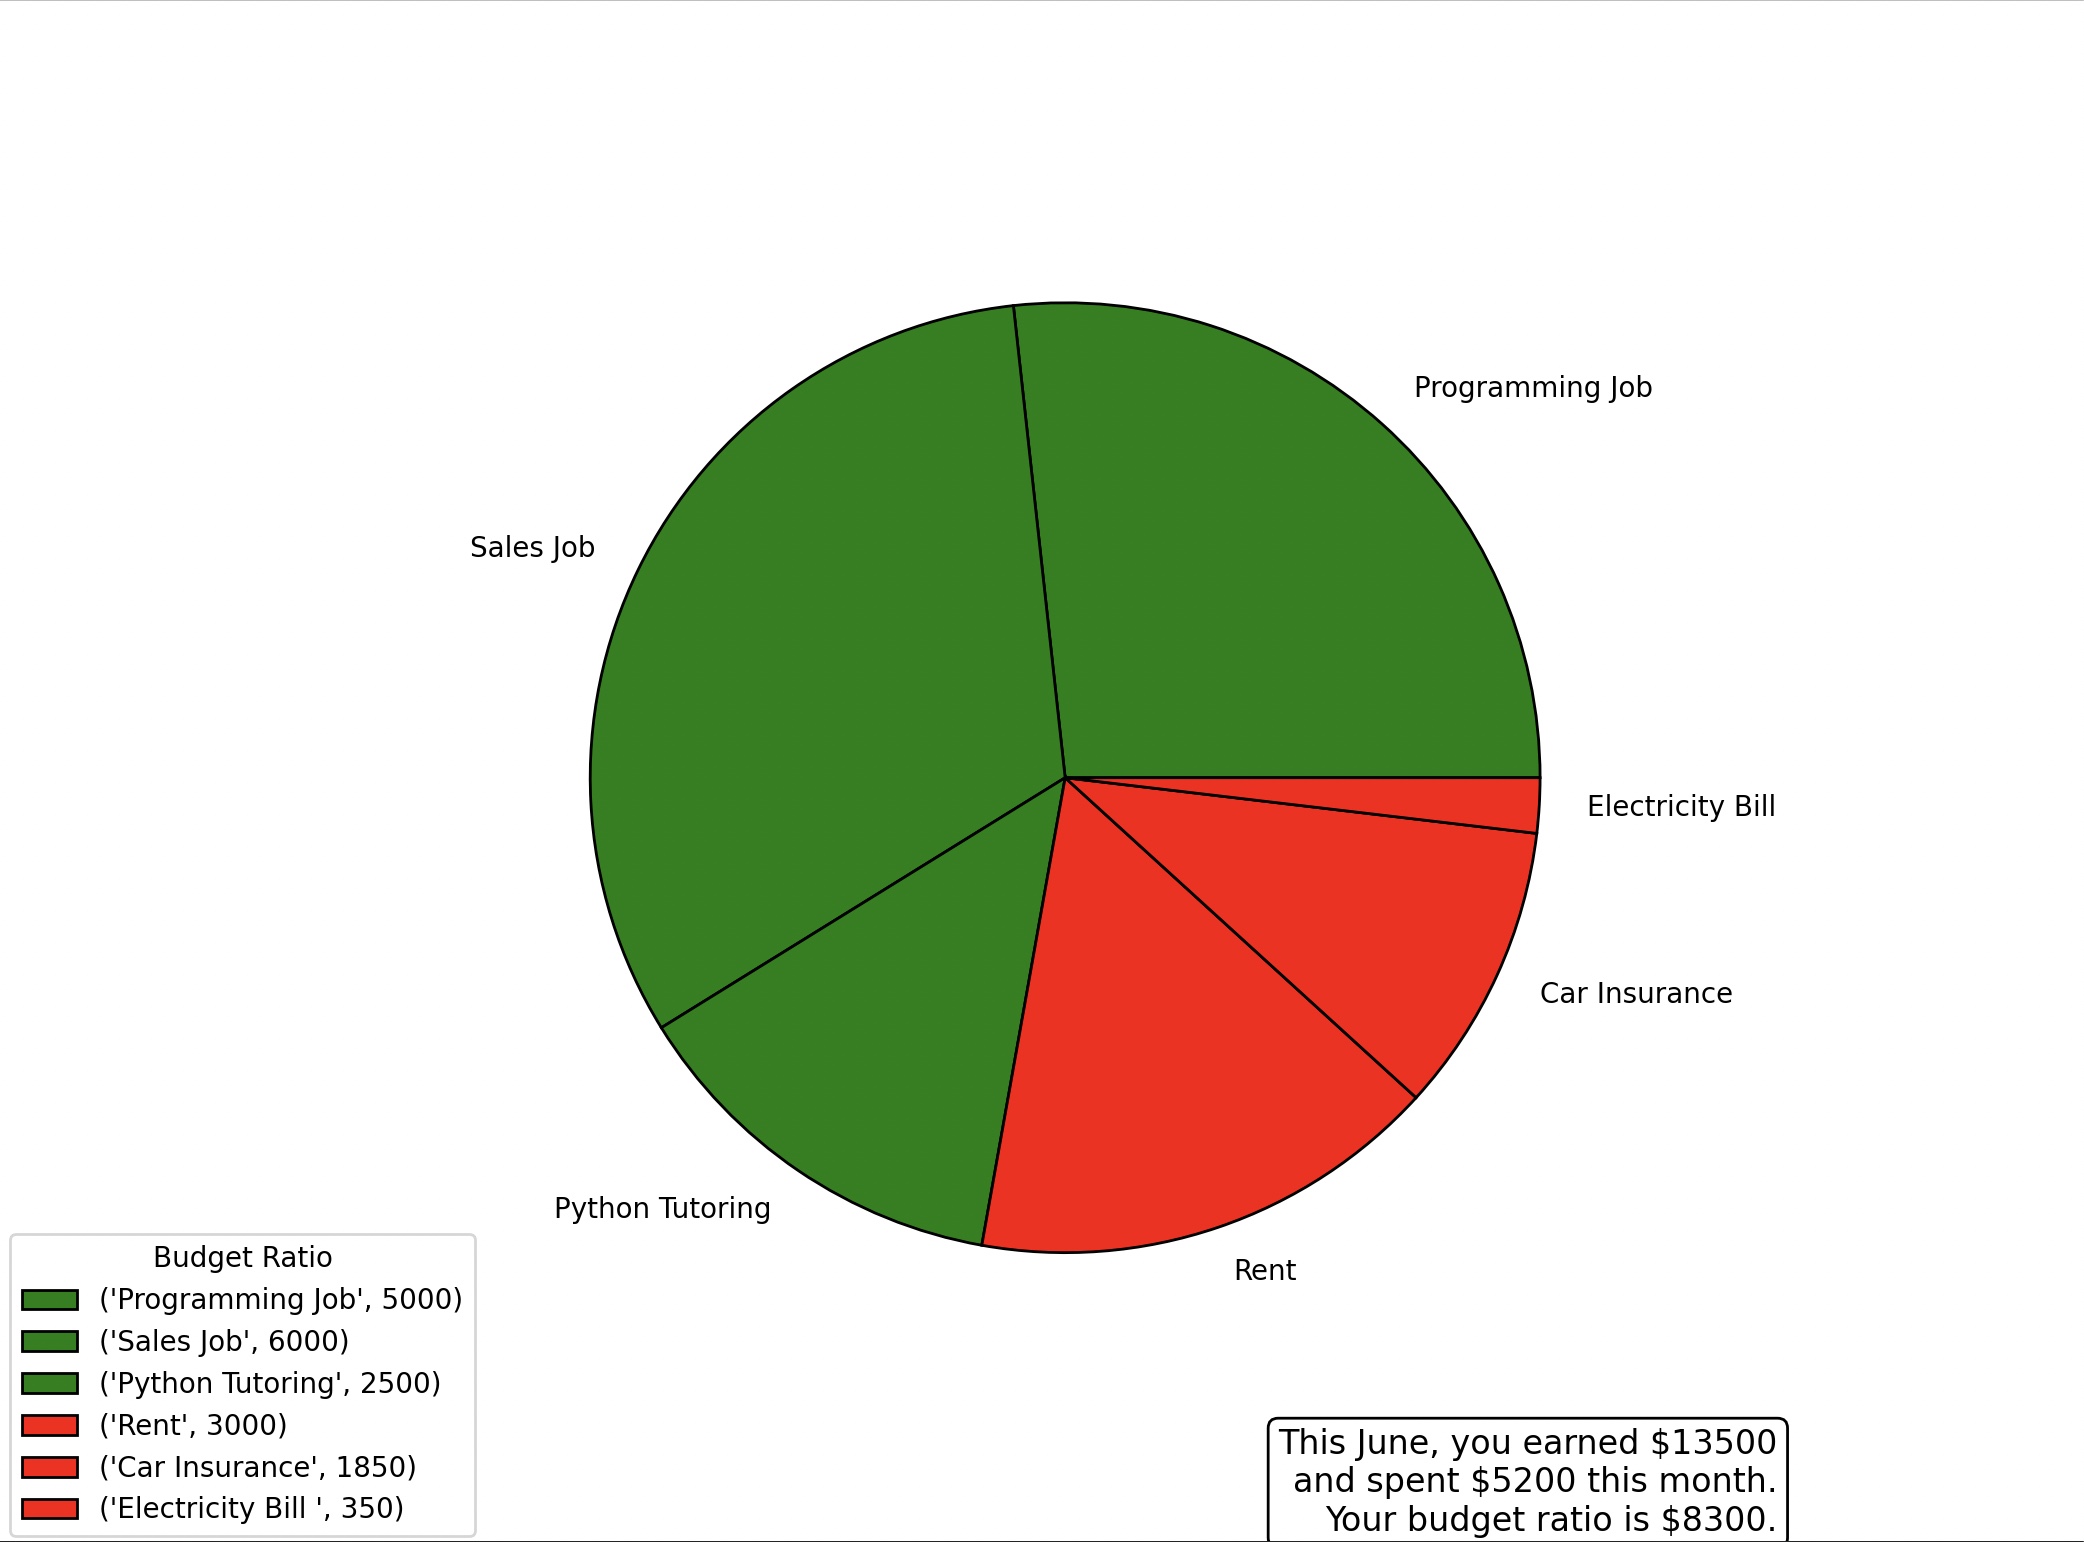 Programming Job
Sales Job
Electricity Bill
Car Insurance
Python Tutoring
Rent
Budget Ratio
('Programming Job', 5000)
('Sales Job', 6000)
('Python Tutoring', 2500)
('Rent', 3000)
('Car Insurance', 1850)
('Electricity Bill ', 350)
This June, you earned $13500
and spent $5200 this month.
Your budget ratio is $8300.